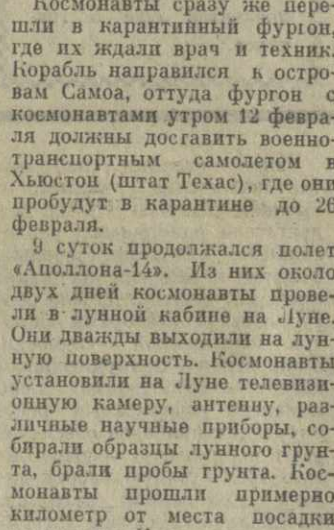 Космонавты сразу же пере-
шли в карантинный фургон,
где их ждали врач и техник.
Корабль направился к остро-
вам Самоа, оттуда фургон с
космонавтами утром 12 февра-
ля должны доставить военно-
транспортным самолетом в
Хьюстон (штат Техас), где они
пробудут в карантине до 26
февраля.
9 суток продолжался полет
«Аполлона-14». Из них около
двух дней космонавты прове-
ли в лунной кабине на Луне.
Они дважды выходили на лун-
ную поверхность. Космонавты
установили на Луне телевизи-
онную камеру, антенну, раз-
личные научные приборы, со-
бирали образцы лунного грун-
та, брали пробы грунта. Кос-
монавты прошли примерно
километр от места посадки